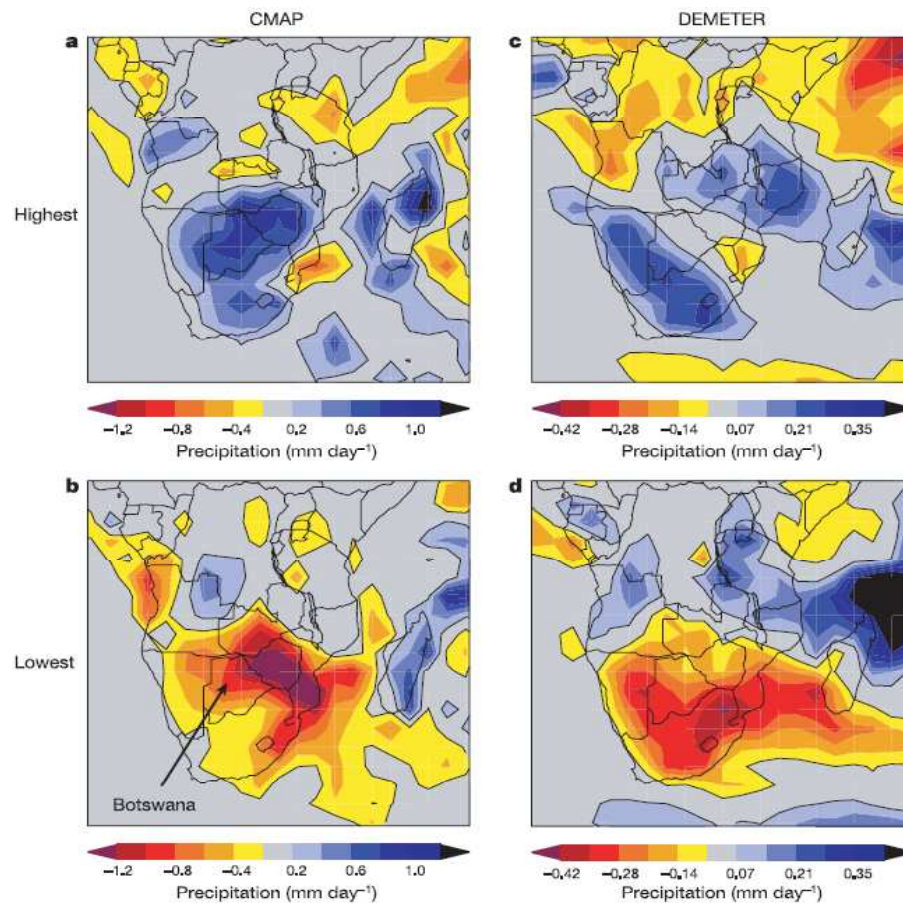 CMAP DEMETER
a c
Highest
−1.2 −0.8 −0.4 0.2 0.6 1.0 −0.42 −0.28 −0.14 0.07 0.21 0.35
Precipitation (mm day⁻¹) Precipitation (mm day⁻¹)
b d
Lowest
Botswana
−1.2 −0.8 −0.4 0.2 0.6 1.0 −0.42 −0.28 −0.14 0.07 0.21 0.35
Precipitation (mm day⁻¹) Precipitation (mm day⁻¹)